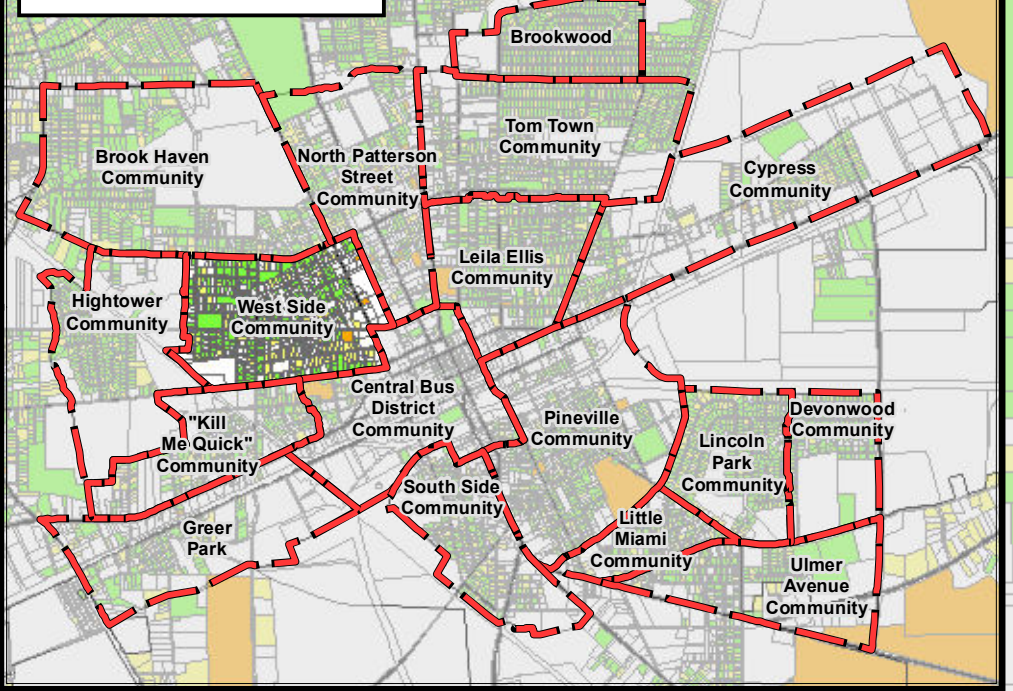 Brookwood
Tom Town
Community
Brook Haven
Community
North Patterson
Street
Community
Cypress
Community
Leila Ellis
Community
Hightower
Community
West Side
Community
Central Bus
District
Community
"Kill
Me Quick"
Community
Pineville
Community
Devonwood
Community
Lincoln
Park
Community
South Side
Community
Greer
Park
Little
Miami
Community
Ulmer
Avenue
Community